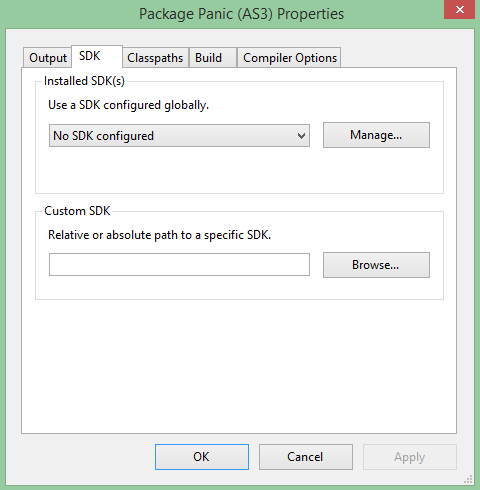 Package Panic (AS3) Properties
Output SDK Classpaths Build Compiler Options
Installed SDK(s)
Use a SDK configured globally.
No SDK configured Manage...
Custom SDK
Relative or absolute path to a specific SDK.
Browse...
OK Cancel Apply